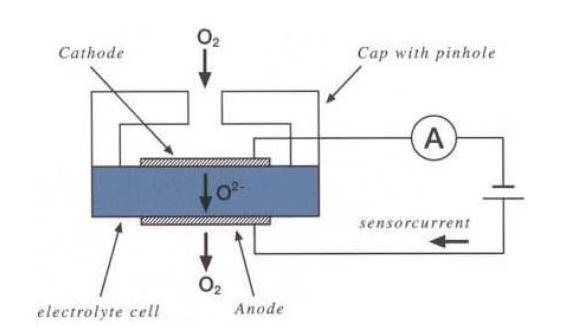 O₂
Cathode
Cap with pinhole
A
O²⁻
sensorcurrent
O₂
electrolyte cell
Anode